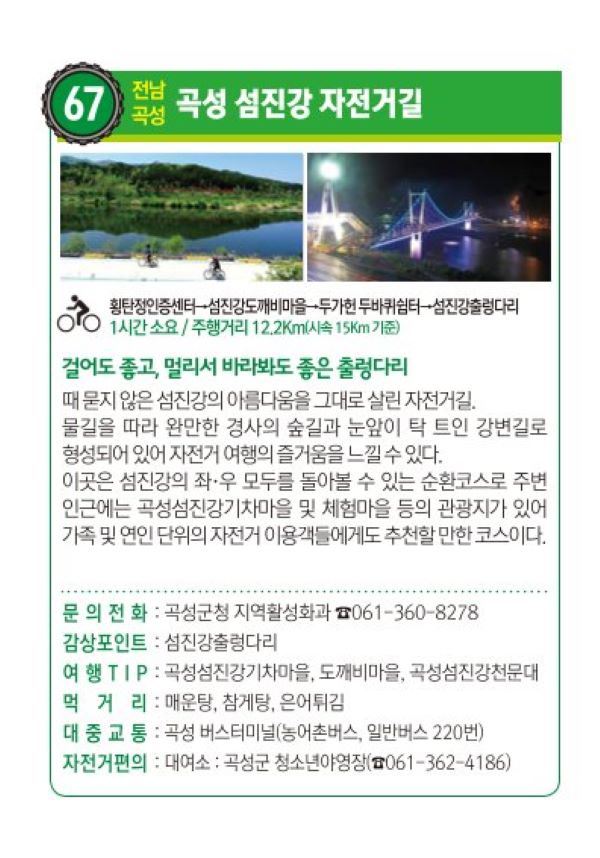 67
전남
곡성
곡성 섬진강 자전거길
횡탄정인증센터→섬진강도깨비마을→두가헌 두바퀴쉼터→섬진강출렁다리
1시간 소요 / 주행거리 12.2Km(시속 15Km 기준)
걸어도 좋고, 멀리서 바라봐도 좋은 출렁다리
때 묻지 않은 섬진강의 아름다움을 그대로 살린 자전거길.
물길을 따라 완만한 경사의 숲길과 눈앞이 탁 트인 강변길로
형성되어 있어 자전거 여행의 즐거움을 느낄 수 있다.
이곳은 섬진강의 좌·우 모두를 돌아볼 수 있는 순환코스로 주변
인근에는 곡성섬진강기차마을 및 체험마을 등의 관광지가 있어
가족 및 연인 단위의 자전거 이용객들에게도 추천할 만한 코스이다.
문 의 전 화 : 곡성군청 지역활성화과 ☎061-360-8278
감상포인트 : 섬진강출렁다리
여 행 T I P : 곡성섬진강기차마을, 도깨비마을, 곡성섬진강천문대
먹 거 리 : 매운탕, 참게탕, 은어튀김
대 중 교 통 : 곡성 버스터미널(농어촌버스, 일반버스 220번)
자전거편의 : 대여소 : 곡성군 청소년야영장(☎061-362-4186)